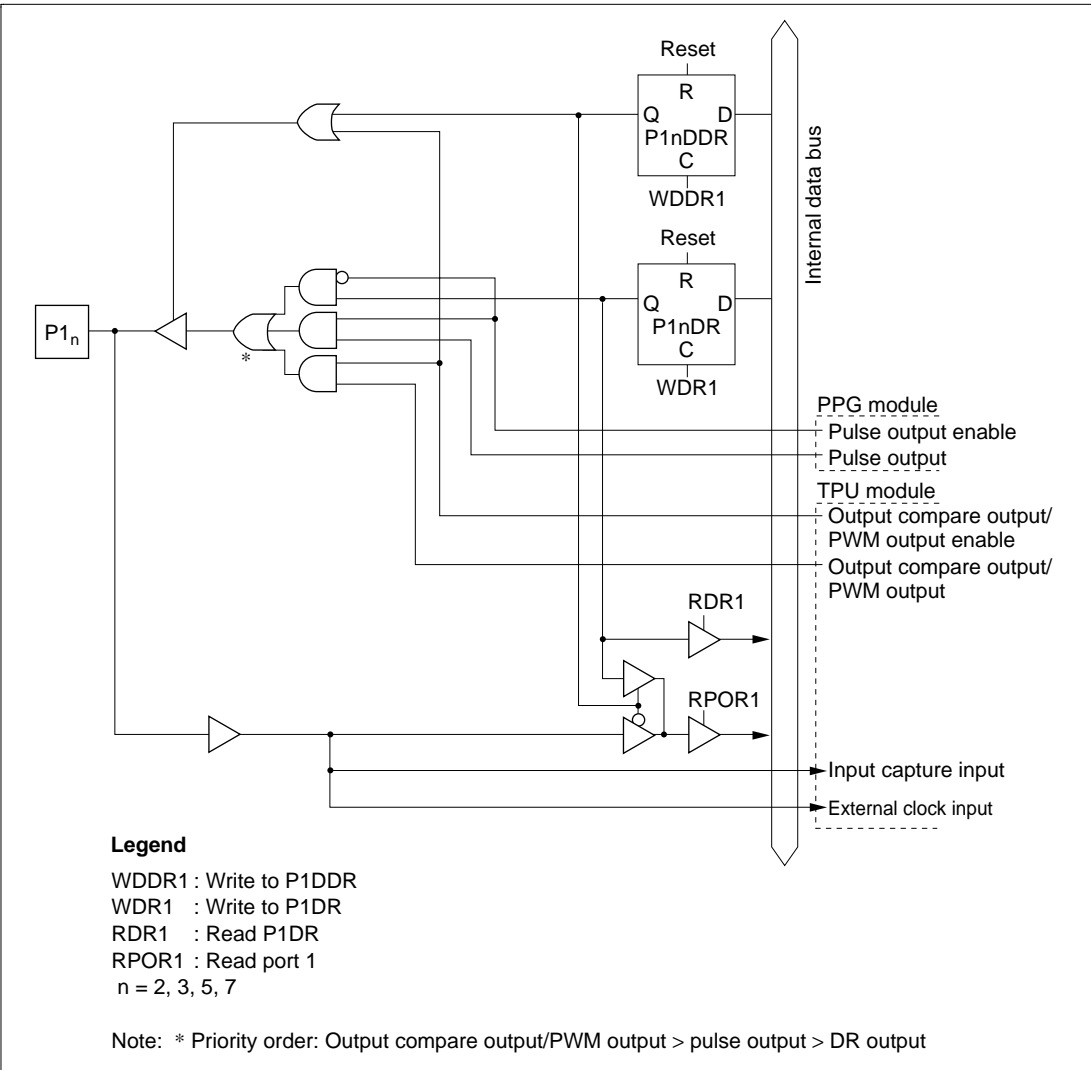 Reset
R
Q D
P1nDDR
C
WDDR1
Internal data bus
Reset
R
Q D
P1nDR
C
WDR1
P1n
*
PPG module
Pulse output enable
Pulse output
TPU module
Output compare output/
PWM output enable
Output compare output/
PWM output
RDR1
RPOR1
Input capture input
External clock input
Legend
WDDR1 : Write to P1DDR
WDR1 : Write to P1DR
RDR1 : Read P1DR
RPOR1 : Read port 1
n = 2, 3, 5, 7
Note: * Priority order: Output compare output/PWM output > pulse output > DR output